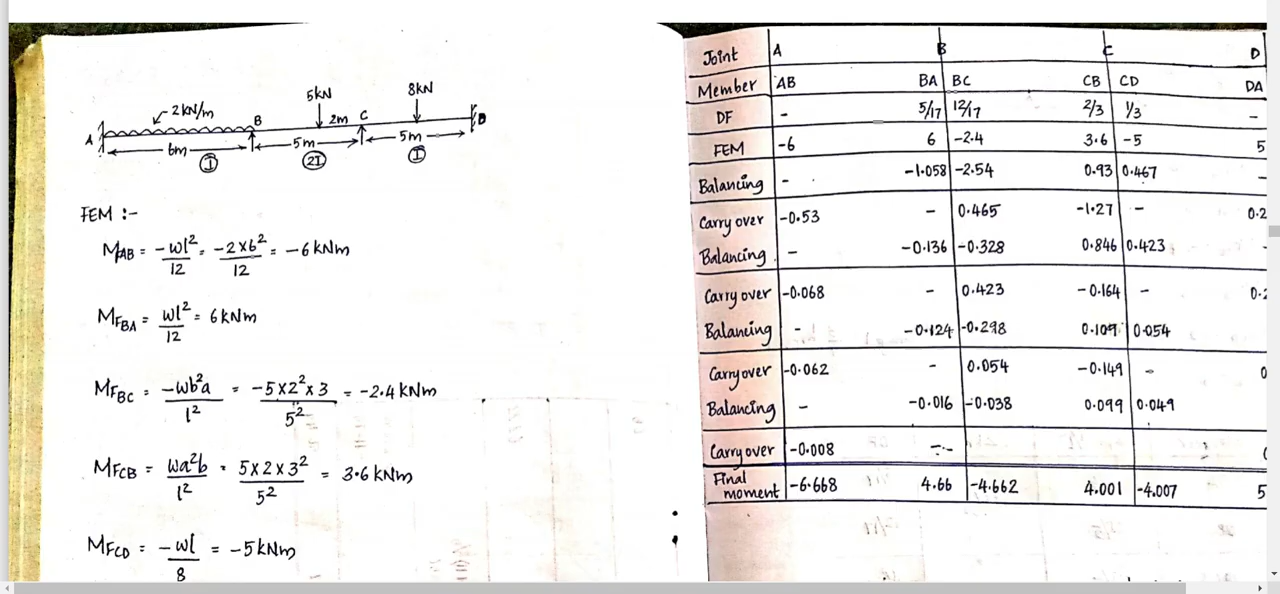 5kN 8kN
2kN/m
A B 2m C D
6m 5m 5m
I 2I I
FEM :-
MAB = -wl²/12 = -2×6²/12 = -6 kNm
MFBA = wl²/12 = 6kNm
MFBC = -wb²a/l² = -5×2²×3/5² = -2.4 kNm
MFCB = wa²b/l² = 5×2×3²/5² = 3.6 kNm
MFCD = -wl/8 = -5kNm
Joint A B C D
Member AB BA BC CB CD DA
DF - 5/17 12/17 2/3 1/3 -
FEM -6 6 -2.4 3.6 -5 5
Balancing - -1.058 -2.54 0.93 0.467 -
Carry over -0.53 - 0.465 -1.27 - 0.2
Balancing - -0.136 -0.328 0.846 0.423 -
Carry over -0.068 - 0.423 -0.164 - 0.2
Balancing - -0.124 -0.298 0.109 0.054
Carry over -0.062 - 0.054 -0.149 - 0
Balancing - -0.016 -0.038 0.099 0.049
Carry over -0.008 -
Final moment -6.668 4.66 -4.662 4.001 -4.007 5